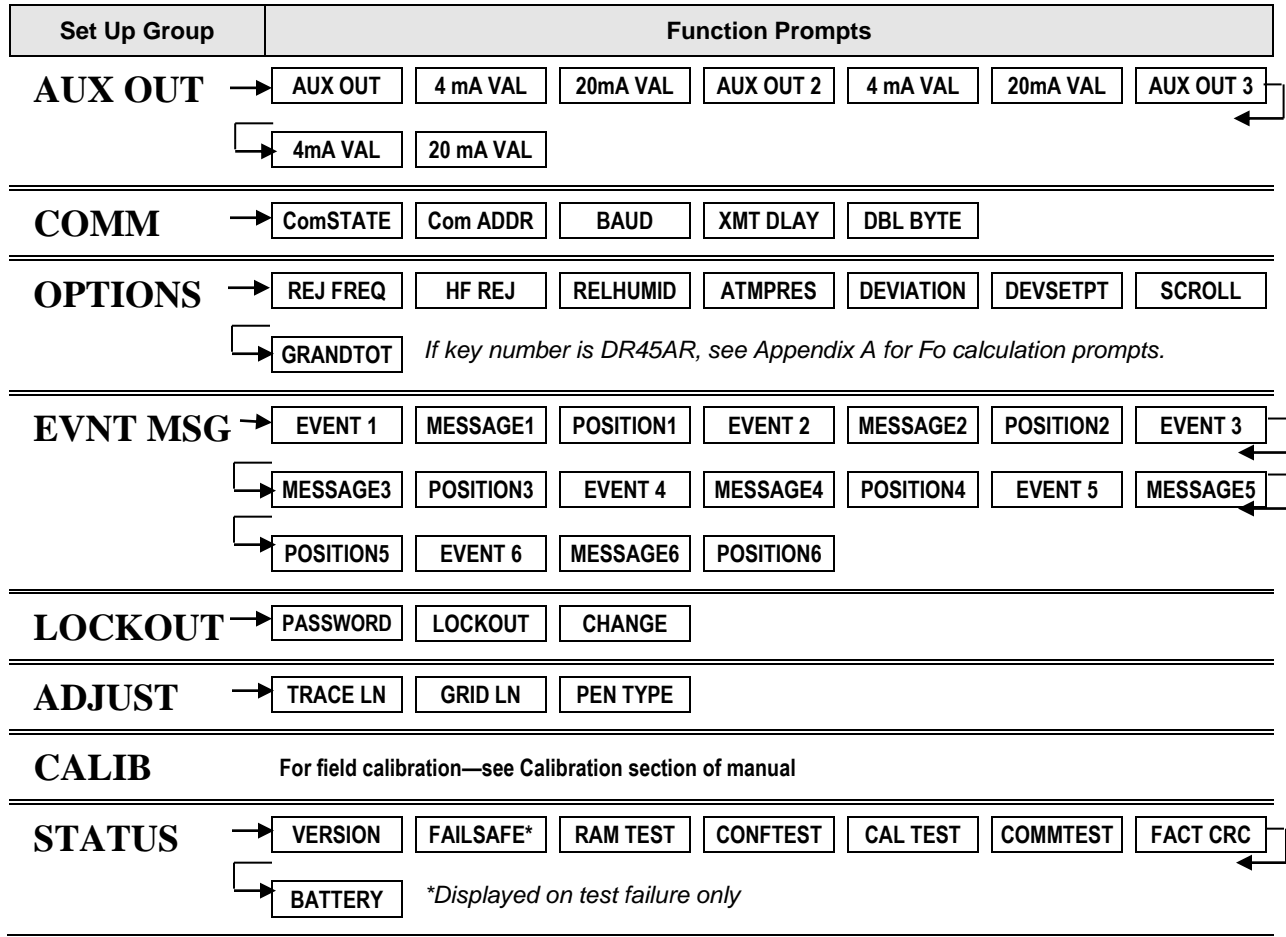 Set Up Group Function Prompts
AUX OUT AUX OUT 4 mA VAL 20mA VAL AUX OUT 2 4 mA VAL 20mA VAL AUX OUT 3
4mA VAL 20 mA VAL
COMM ComSTATE Com ADDR BAUD XMT DLAY DBL BYTE
OPTIONS REJ FREQ HF REJ RELHUMID ATMPRES DEVIATION DEVSETPT SCROLL
GRANDTOT If key number is DR45AR, see Appendix A for Fo calculation prompts.
EVNT MSG EVENT 1 MESSAGE1 POSITION1 EVENT 2 MESSAGE2 POSITION2 EVENT 3
MESSAGE3 POSITION3 EVENT 4 MESSAGE4 POSITION4 EVENT 5 MESSAGE5
POSITION5 EVENT 6 MESSAGE6 POSITION6
LOCKOUT PASSWORD LOCKOUT CHANGE
ADJUST TRACE LN GRID LN PEN TYPE
CALIB For field calibration—see Calibration section of manual
STATUS VERSION FAILSAFE* RAM TEST CONFTEST CAL TEST COMMTEST FACT CRC
BATTERY *Displayed on test failure only